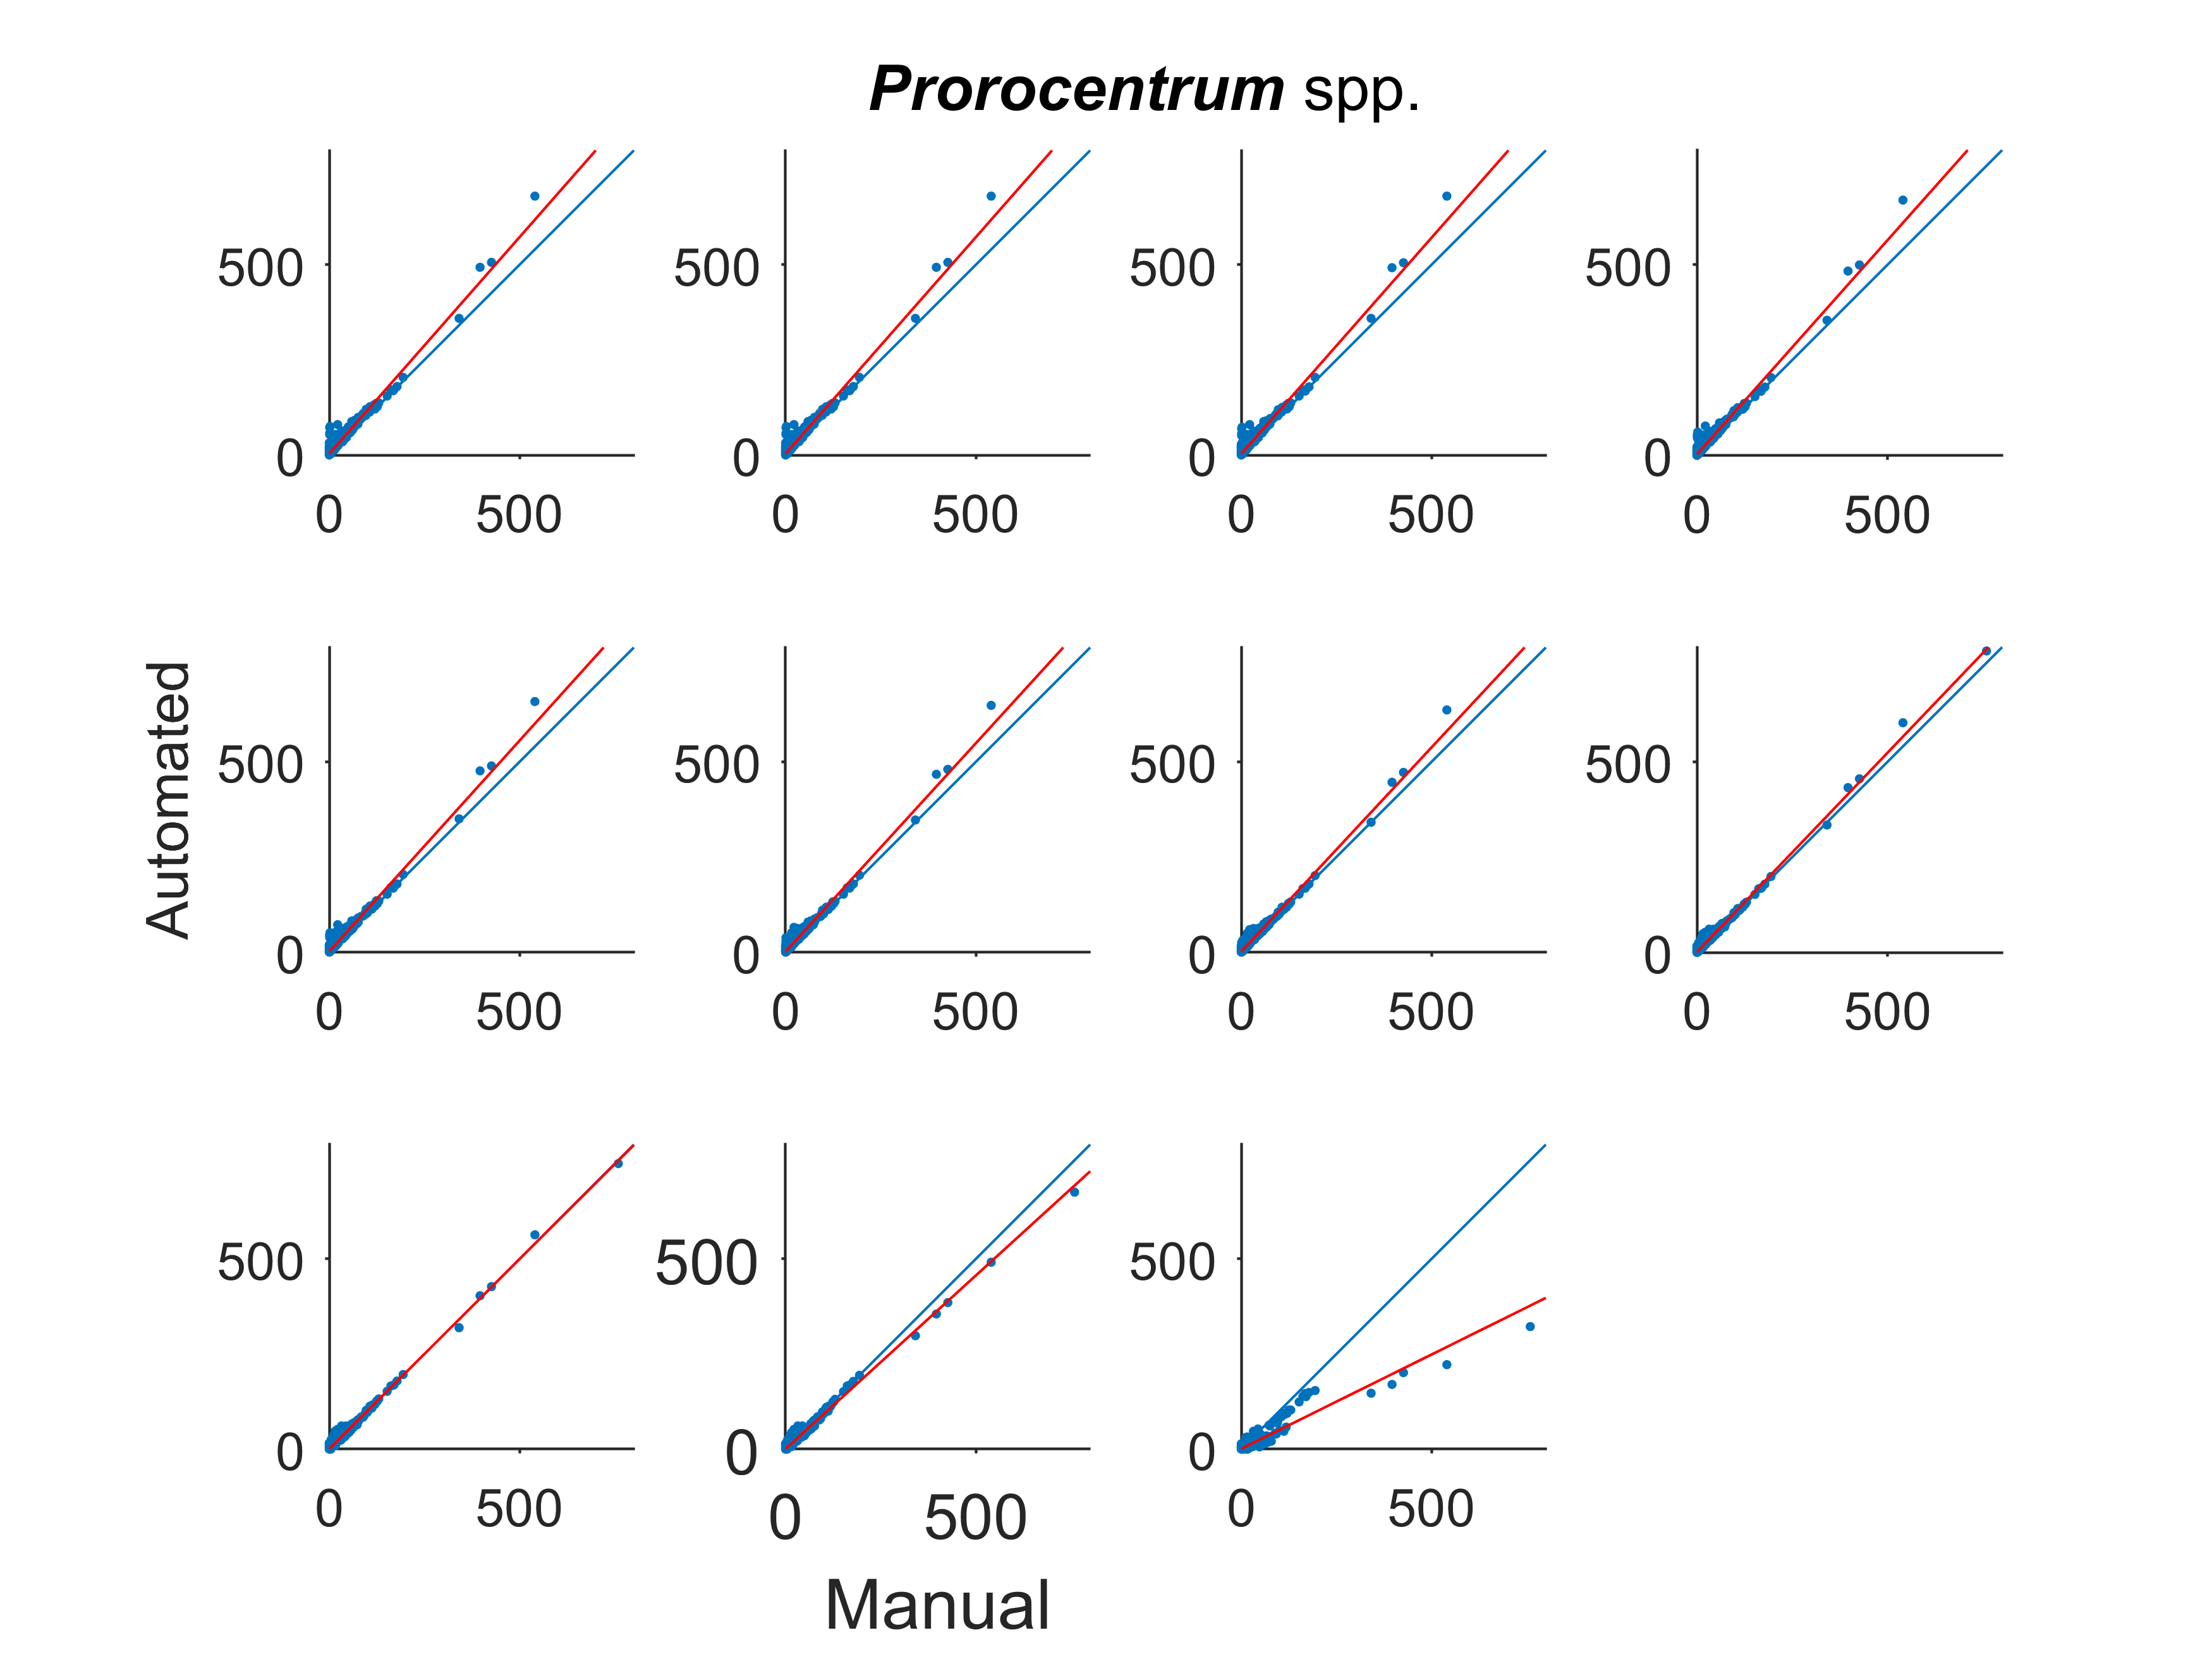 Prorocentrum spp.
500 500 500 500
0 0 0 0
0 500 0 500 0 500 0 500
Automated
500 500 500 500
0 0 0 0
0 500 0 500 0 500 0 500
500 500 500
0 0 0
0 500 0 500 0 500
Manual